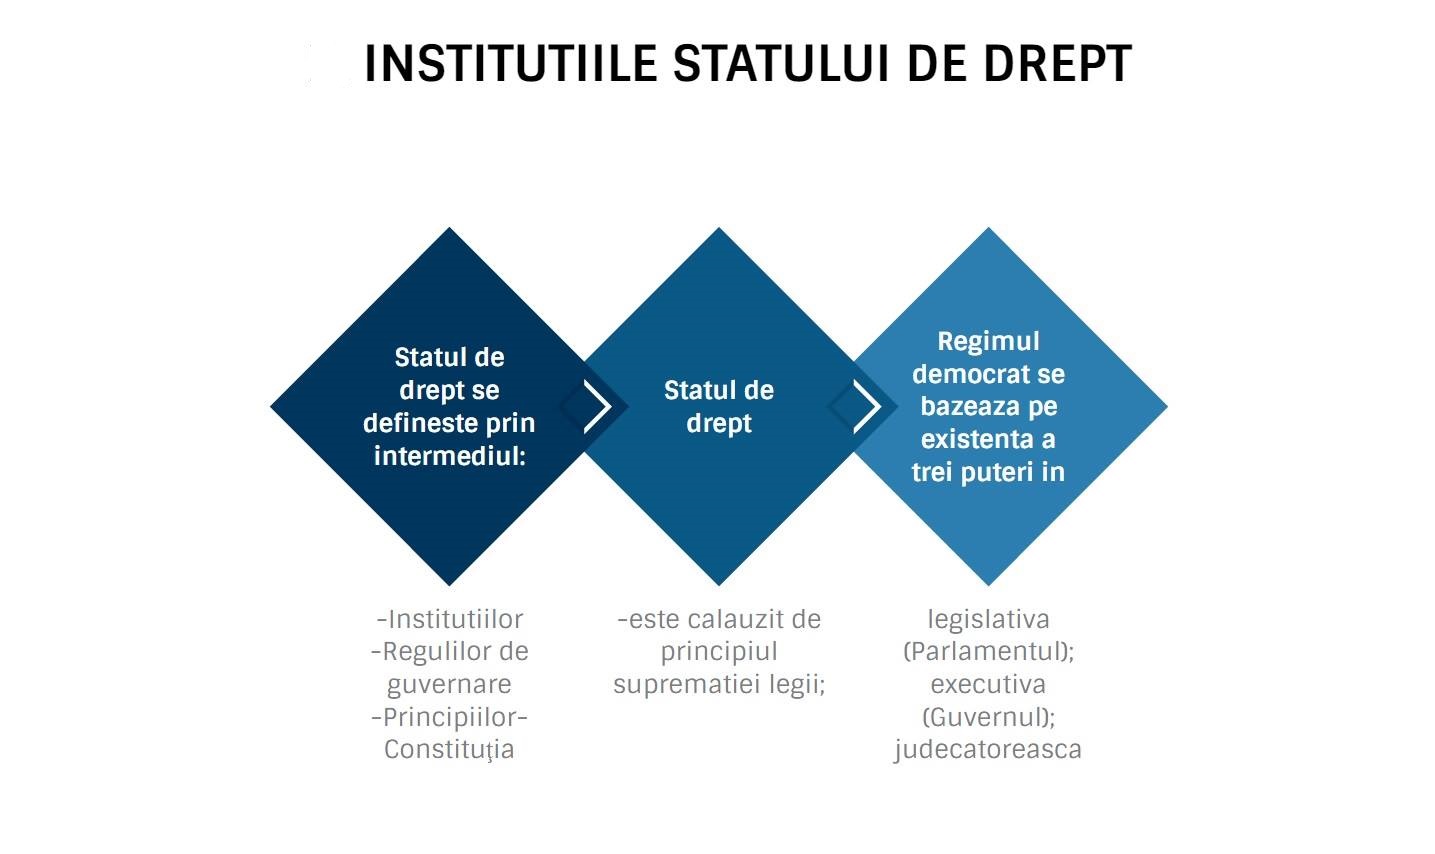 INSTITUTIILE STATULUI DE DREPT
Statul de
drept se
defineste prin
intermediul:
-Institutiilor
-Regulilor de
guvernare
-Principiilor-
Constituţia
Statul de
drept
-este calauzit de
principiul
suprematiei legii;
Regimul
democrat se
bazeaza pe
existenta a
trei puteri in
legislativa
(Parlamentul);
executiva
(Guvernul);
judecatoreasca